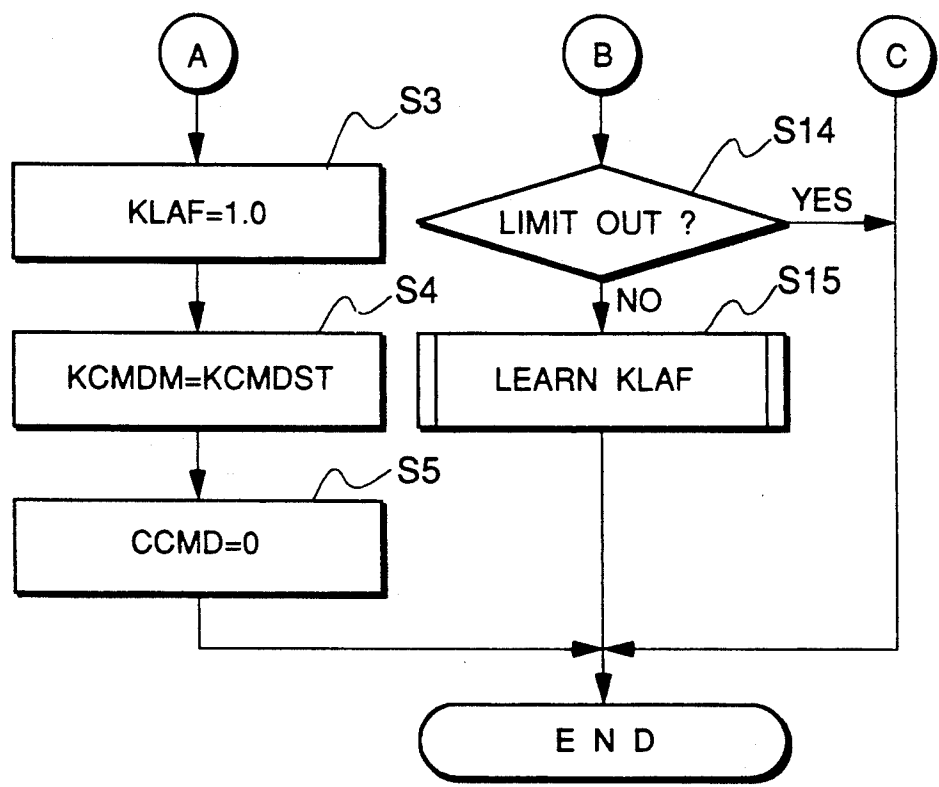 A
B
C
S3
KLAF=1.0
S14
LIMIT OUT ?
YES
NO
S4
KCMDM=KCMDST
S15
LEARN KLAF
S5
CCMD=0
E N D